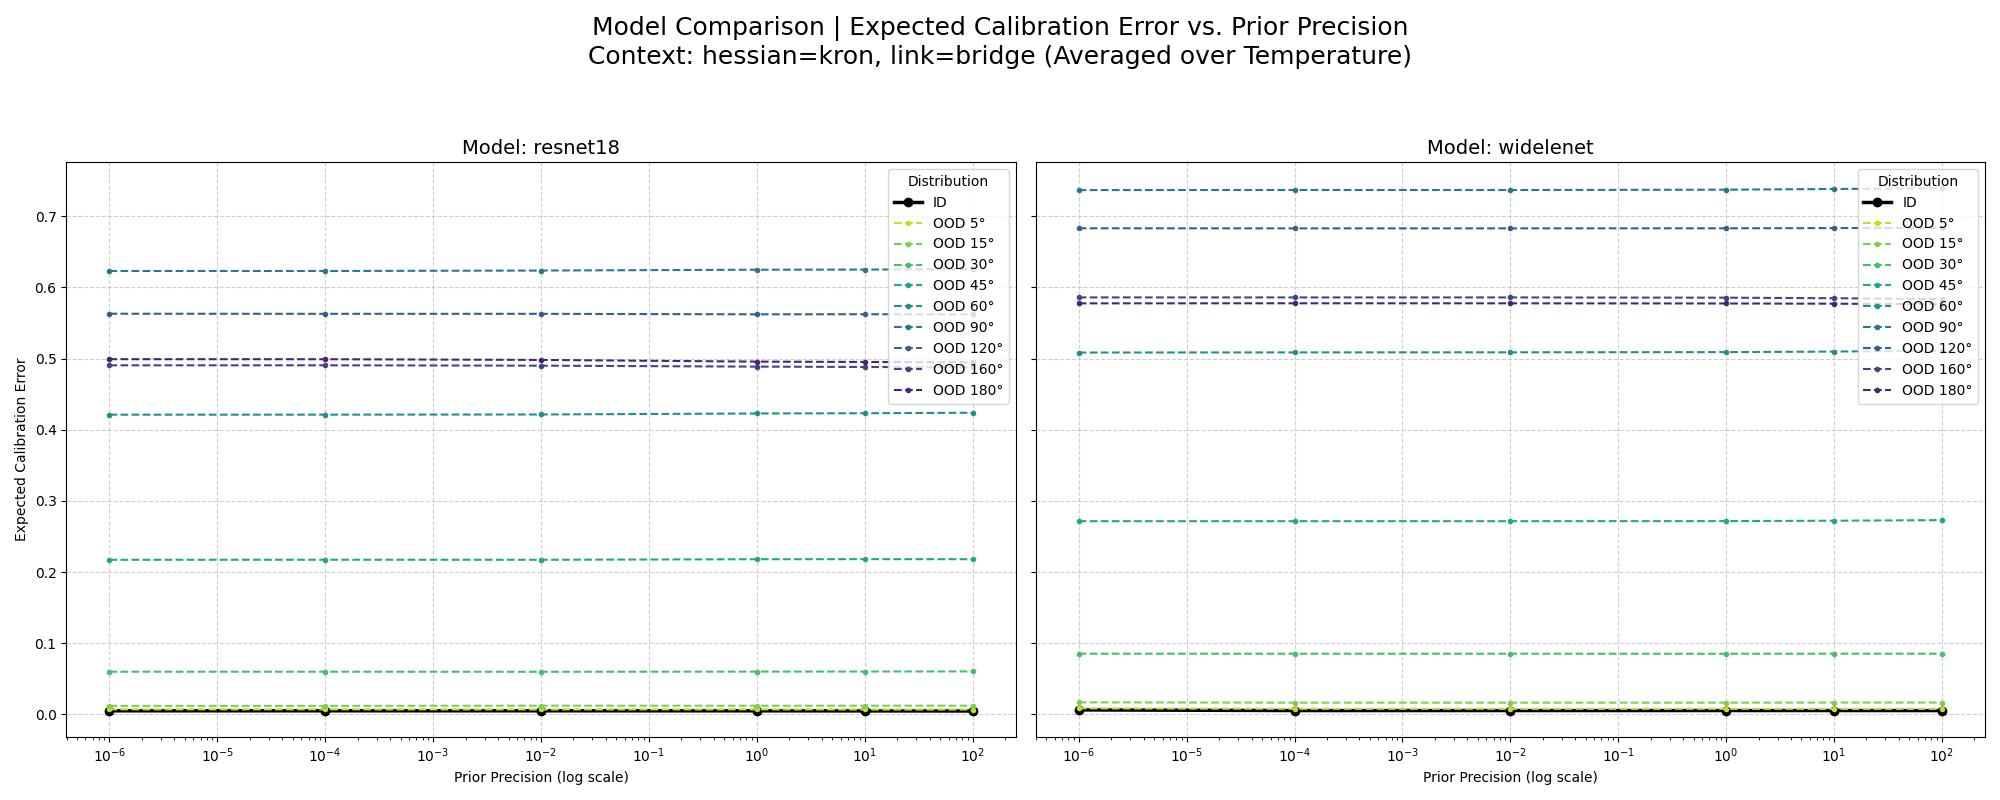 Model Comparison | Expected Calibration Error vs. Prior Precision
Context: hessian=kron, link=bridge (Averaged over Temperature)
Model: resnet18
Expected Calibration Error
0.7
0.6
0.5
0.4
0.3
0.2
0.1
0.0
10⁻⁶
10⁻⁵
10⁻⁴
10⁻³
10⁻²
10⁻¹
10⁰
10¹
10²
Prior Precision (log scale)
Distribution
ID
OOD 5°
OOD 15°
OOD 30°
OOD 45°
OOD 60°
OOD 90°
OOD 120°
OOD 160°
OOD 180°
Model: widelenet
10⁻⁶
10⁻⁵
10⁻⁴
10⁻³
10⁻²
10⁻¹
10⁰
10¹
10²
Prior Precision (log scale)
Distribution
ID
OOD 5°
OOD 15°
OOD 30°
OOD 45°
OOD 60°
OOD 90°
OOD 120°
OOD 160°
OOD 180°